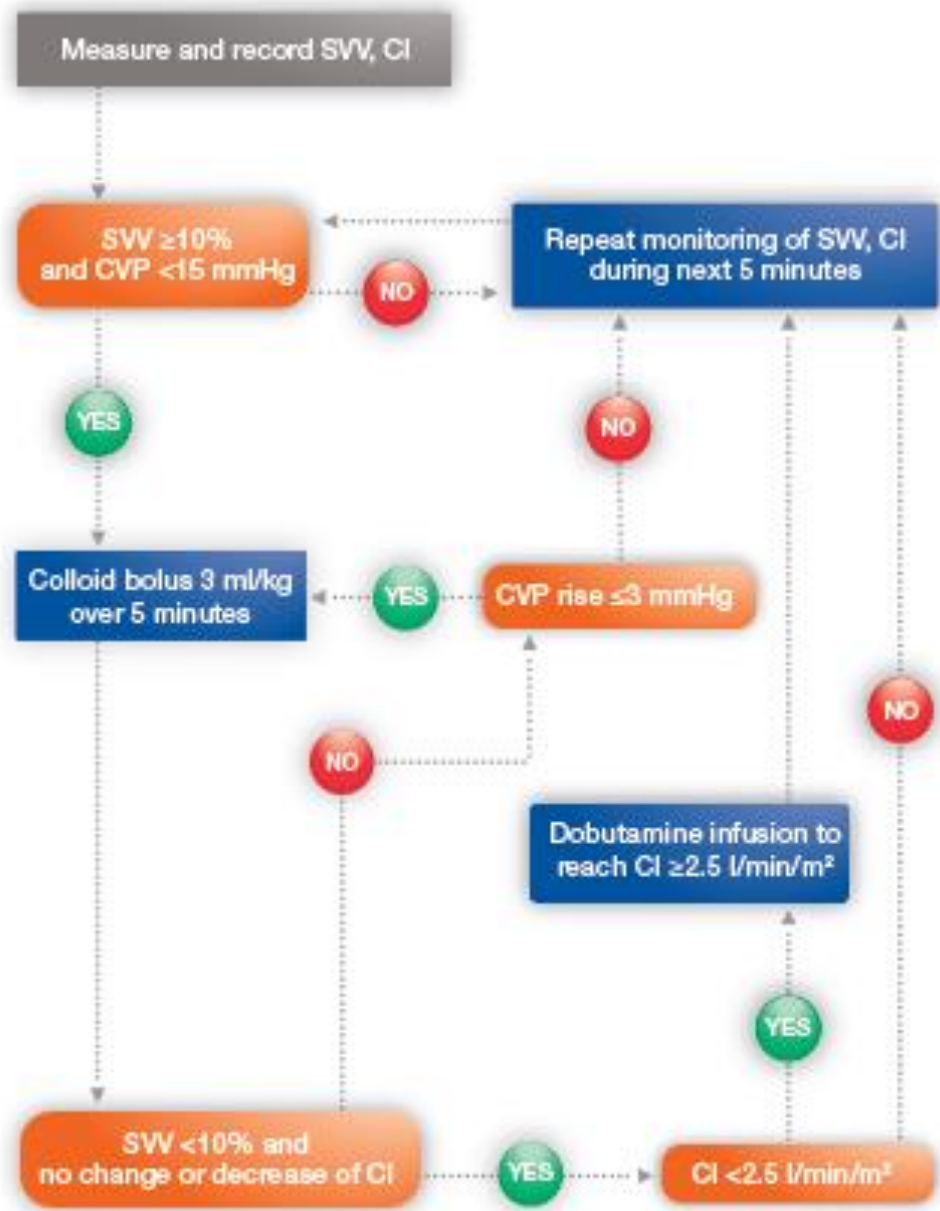 Measure and record SVV, CI
SVV ≥10%
and CVP <15 mmHg
NO
Repeat monitoring of SVV, CI
during next 5 minutes
YES
NO
Colloid bolus 3 ml/kg
over 5 minutes
YES
CVP rise ≤3 mmHg
NO
NO
Dobutamine infusion to
reach CI ≥2.5 l/min/m²
YES
SVV <10% and
no change or decrease of CI
YES
CI <2.5 l/min/m²